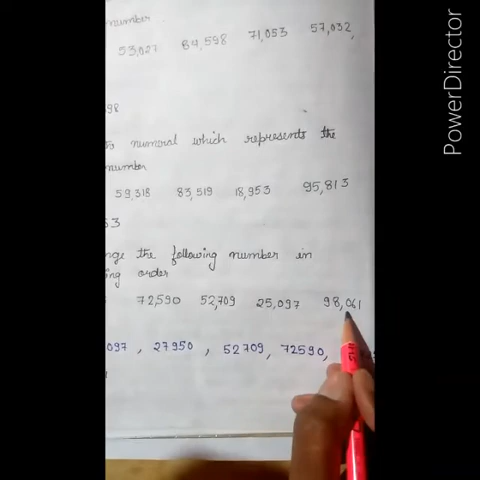 number
53,027 84,598 71,053 57,032,
98
numeral which represents the
number
59,318 83,519 18,953 95,813
53
nge the following number in
ng order
72,590 52,709 25,097 98,061
097, 27950, 52709, 72590,
PowerDirector